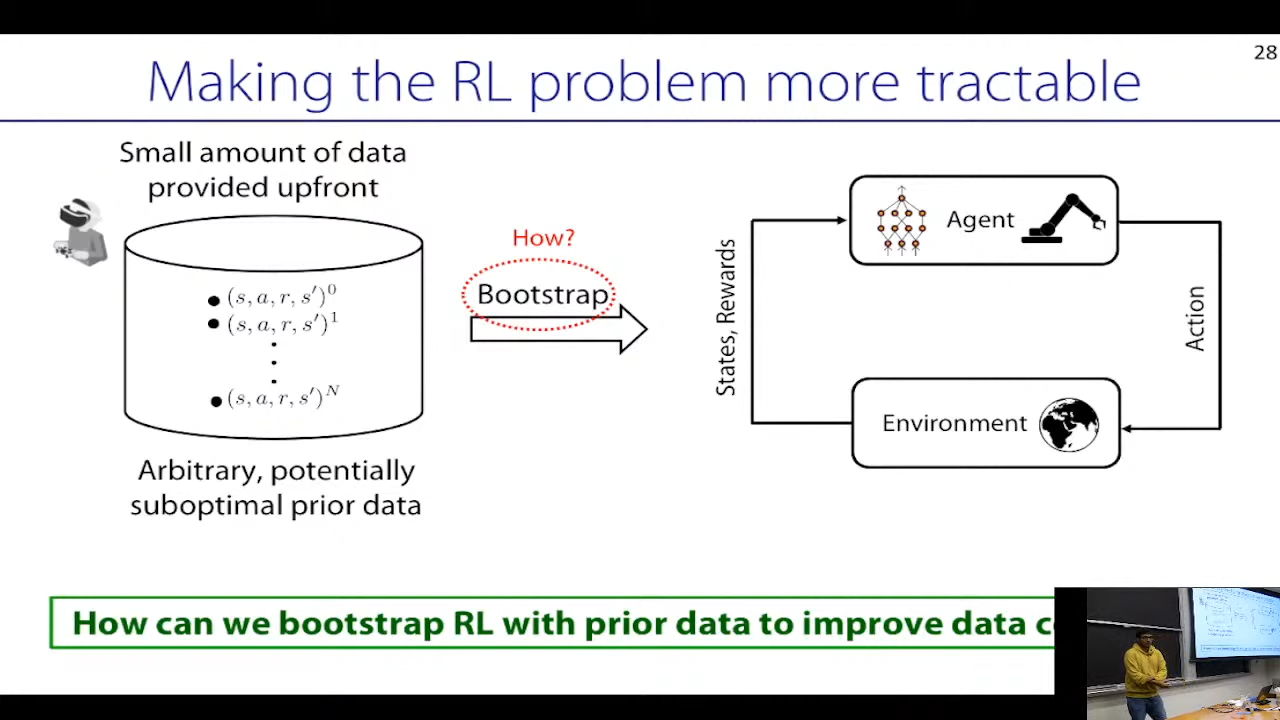 28
Making the RL problem more tractable
Small amount of data
provided upfront
(s, a, r, s′)⁰
(s, a, r, s′)¹
(s, a, r, s′)ᴺ
Arbitrary, potentially
suboptimal prior data
How?
Bootstrap
States, Rewards
Agent
Action
Environment
How can we bootstrap RL with prior data to improve data